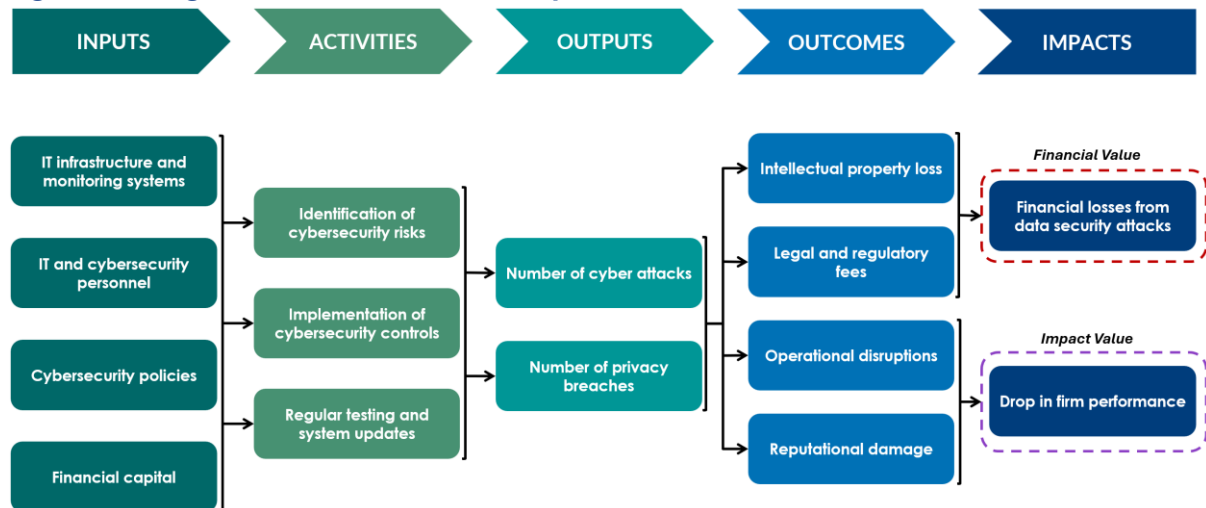 INPUTS
ACTIVITIES
OUTPUTS
OUTCOMES
IMPACTS
IT infrastructure and
monitoring systems
IT and cybersecurity
personnel
Cybersecurity policies
Financial capital
Identification of
cybersecurity risks
Implementation of
cybersecurity controls
Regular testing and
system updates
Number of cyber attacks
Number of privacy
breaches
Intellectual property loss
Legal and regulatory
fees
Operational disruptions
Reputational damage
Financial Value
Financial losses from
data security attacks
Impact Value
Drop in firm performance